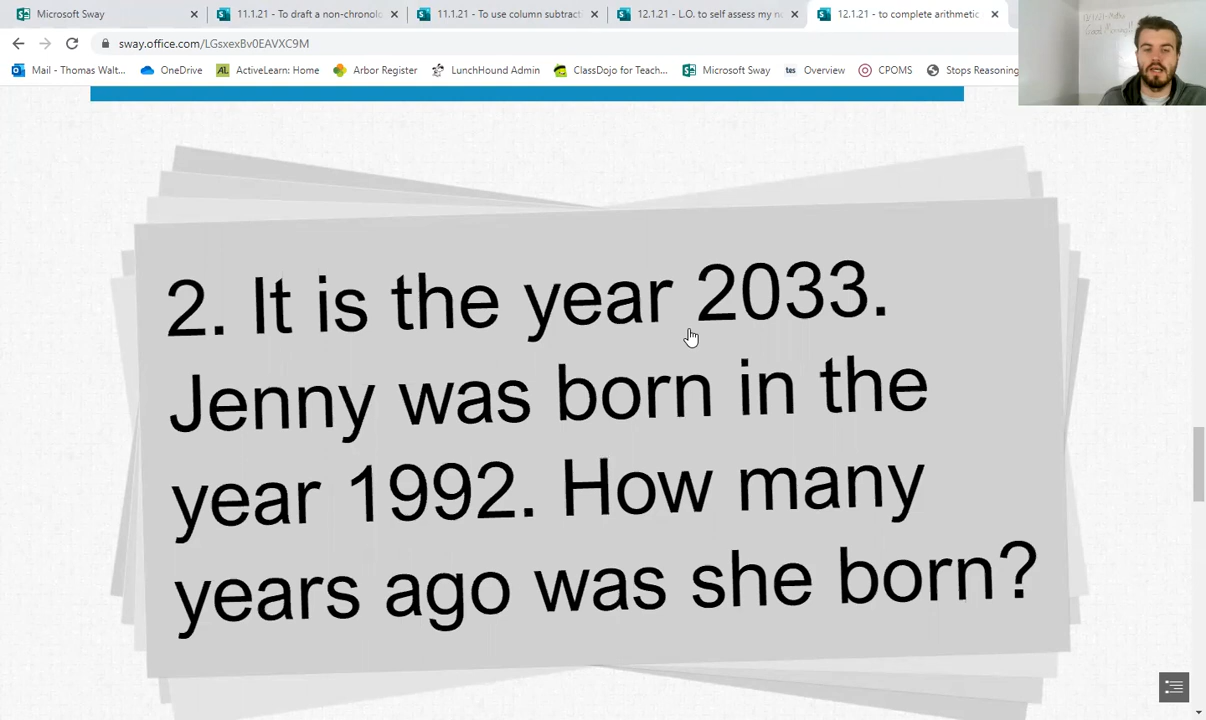 Microsoft Sway
11.1.21 - To draft a non-chronolo
11.1.21 - To use column subtract
12.1.21 - L.O. to self assess my n
12.1.21 - to complete arithmetic
sway.office.com/LGsxexBv0EAVXC9M
Mail - Thomas Walt...
OneDrive
ActiveLearn: Home
Arbor Register
LunchHound Admin
ClassDojo for Teach...
Microsoft Sway
tes Overview
CPOMS
Stops Reasoning
Good Morning!!
2. It is the year 2033.
Jenny was born in the
year 1992. How many
years ago was she born?